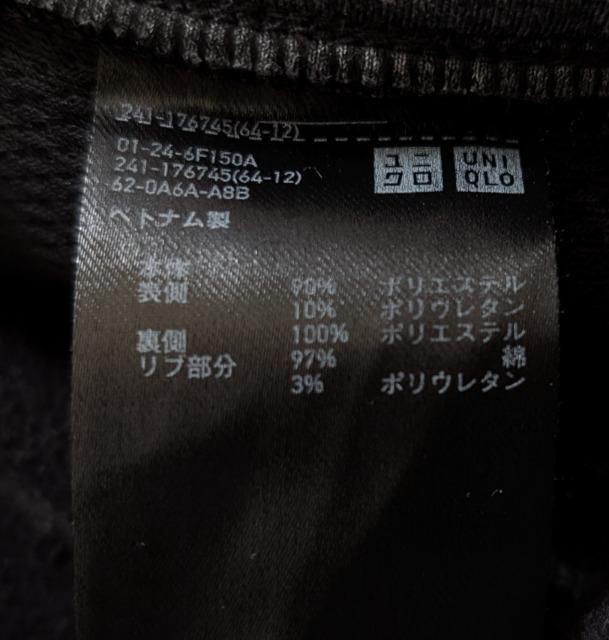 241-176745(64-12)
01-24-6F150A
241-176745(64-12)
62-0A6A-A8B
ユニ
クロ
UNI
QLO
ベトナム製
本体
表側 90% ポリエステル
10% ポリウレタン
裏側 100% ポリエステル
リブ部分 97% 綿
3% ポリウレタン